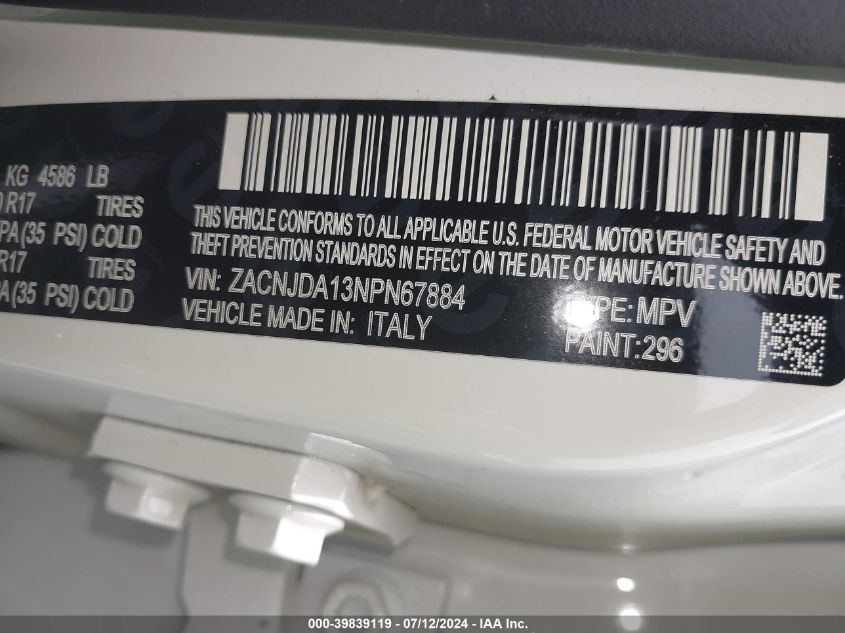 KG 4586 LB
R17 TIRES
PA (35 PSI) COLD
R17 TIRES
(35 PSI) COLD
THIS VEHICLE CONFORMS TO ALL APPLICABLE U.S. FEDERAL MOTOR VEHICLE SAFETY AND
THEFT PREVENTION STANDARDS IN EFFECT ON THE DATE OF MANUFACTURE SHOWN ABOVE.
VIN: ZACNJDA13NPN67884 TYPE: MPV
VEHICLE MADE IN: ITALY PAINT: 296
000-39839119 - 07/12/2024 - IAA Inc.